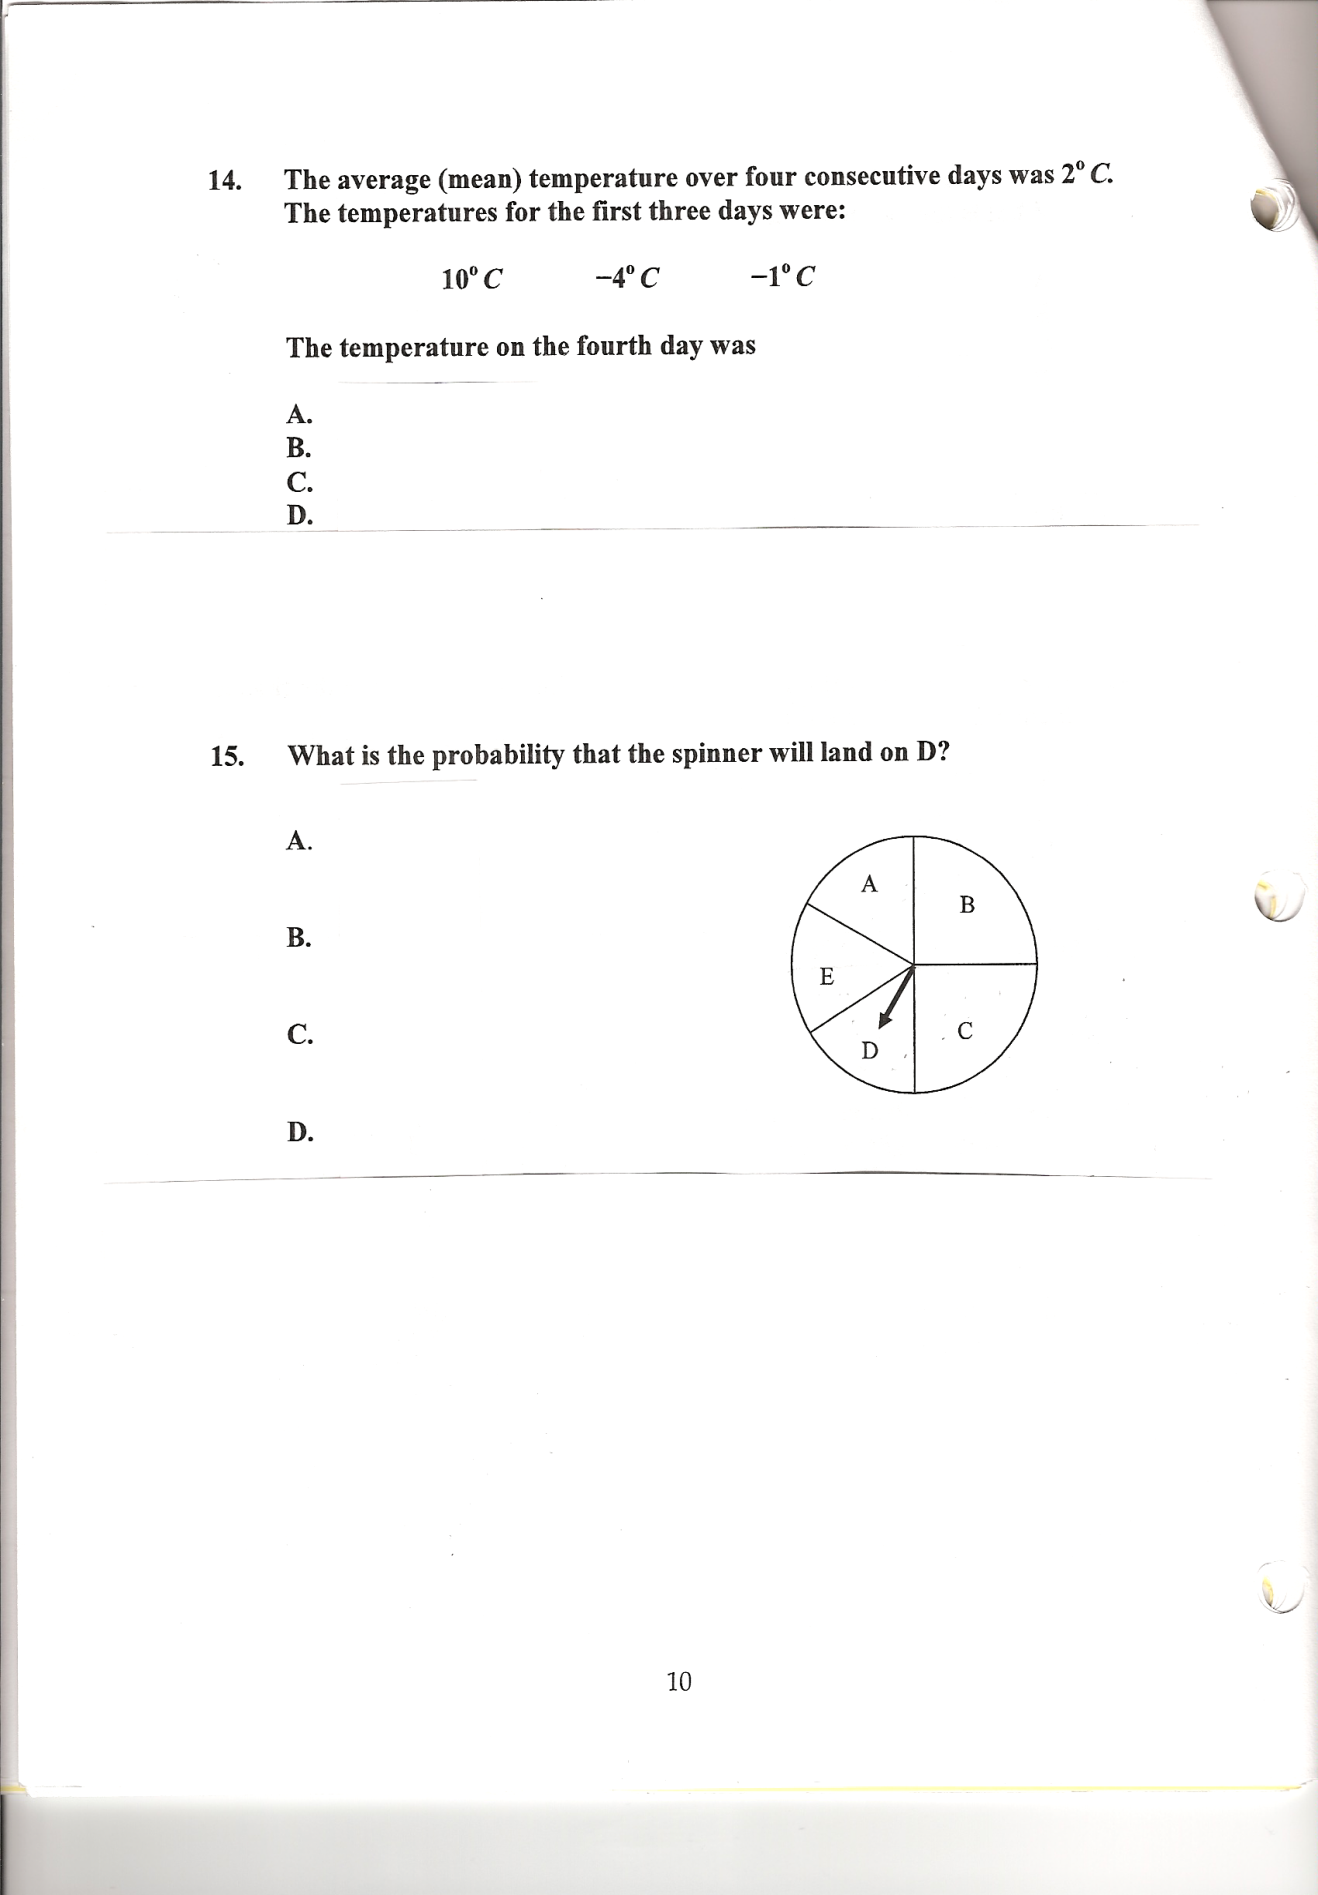 14. The average (mean) temperature over four consecutive days was 2° C.
The temperatures for the first three days were:
10° C −4° C −1° C
The temperature on the fourth day was
A.
B.
C.
D.
15. What is the probability that the spinner will land on D?
A.
B.
C.
D.
A
B
E
C
D
10